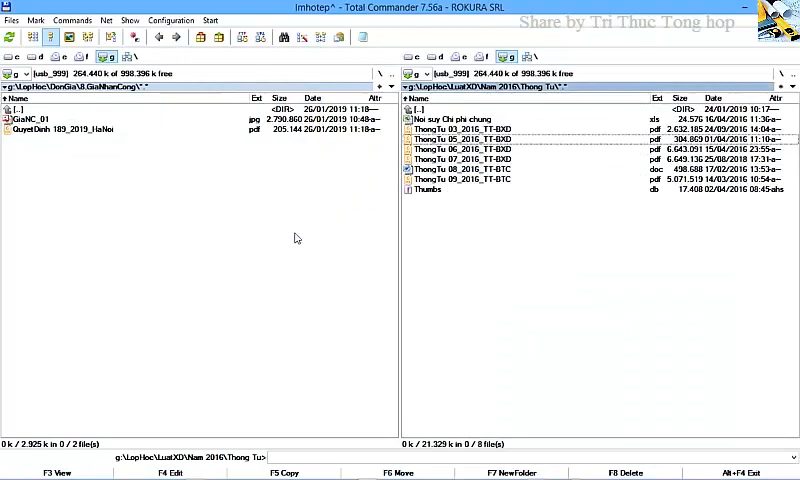 Imhotep^ - Total Commander 7.56a - ROKURA SRL
Share by Tri Thuc Tong hop
Files Mark Commands Net Show Configuration Start
c d e f g \
c d e f g \
g [usb_999] 264.440 k of 998.396 k free \ ..
g [usb_999] 264.440 k of 998.396 k free \ ..
g:\LopHoc\DonGia\8.GiaNhanCong\*.* * 
g:\LopHoc\LuatXD\Nam 2016\Thong Tu\*.* *
Name Ext Size Date Attr
[..] <DIR> 26/01/2019 11:18----
GiaNC_01 jpg 2.790.860 26/01/2019 10:48-a--
QuyetDinh 189_2019_HaNoi pdf 205.144 26/01/2019 11:18-a--
Name Ext Size Date Attr
[..] <DIR> 24/01/2019 10:17----
Noi suy Chi phi chung xls 24.576 16/04/2016 11:36-a--
ThongTu 03_2016_TT-BXD pdf 2.632.185 24/09/2016 14:04-a--
ThongTu 05_2016_TT-BXD pdf 304.869 01/04/2016 11:10-a--
ThongTu 06_2016_TT-BXD pdf 6.643.091 15/04/2016 23:55-a--
ThongTu 07_2016_TT-BXD pdf 6.649.136 25/08/2018 17:31-a--
ThongTu 08_2016_TT-BTC doc 498.688 17/02/2016 13:53-a--
ThongTu 09_2016_TT-BTC pdf 5.071.519 14/03/2016 10:54-a--
Thumbs db 17.408 02/04/2016 08:45-ahs
0 k / 2.925 k in 0 / 2 file(s)
0 k / 21.329 k in 0 / 8 file(s)
g:\LopHoc\LuatXD\Nam 2016\Thong Tu>
F3 View F4 Edit F5 Copy F6 Move F7 NewFolder F8 Delete Alt+F4 Exit